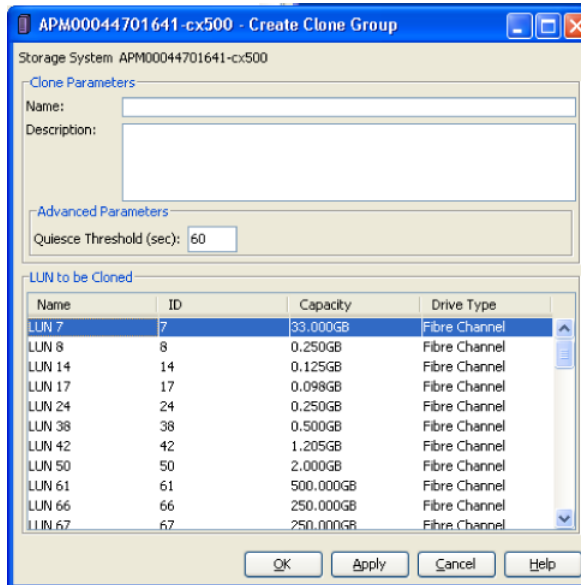 APM00044701641-cx500 - Create Clone Group
Storage System APM00044701641-cx500
Clone Parameters
Name:
Description:
Advanced Parameters
Quiesce Threshold (sec): 60
LUN to be Cloned
Name ID Capacity Drive Type
LUN 7 7 33.000GB Fibre Channel
LUN 8 8 0.250GB Fibre Channel
LUN 14 14 0.125GB Fibre Channel
LUN 17 17 0.098GB Fibre Channel
LUN 24 24 0.250GB Fibre Channel
LUN 38 38 0.500GB Fibre Channel
LUN 42 42 1.205GB Fibre Channel
LUN 50 50 2.000GB Fibre Channel
LUN 61 61 500.000GB Fibre Channel
LUN 66 66 250.000GB Fibre Channel
LUN 67 67 250.000GB Fibre Channel
OK Apply Cancel Help